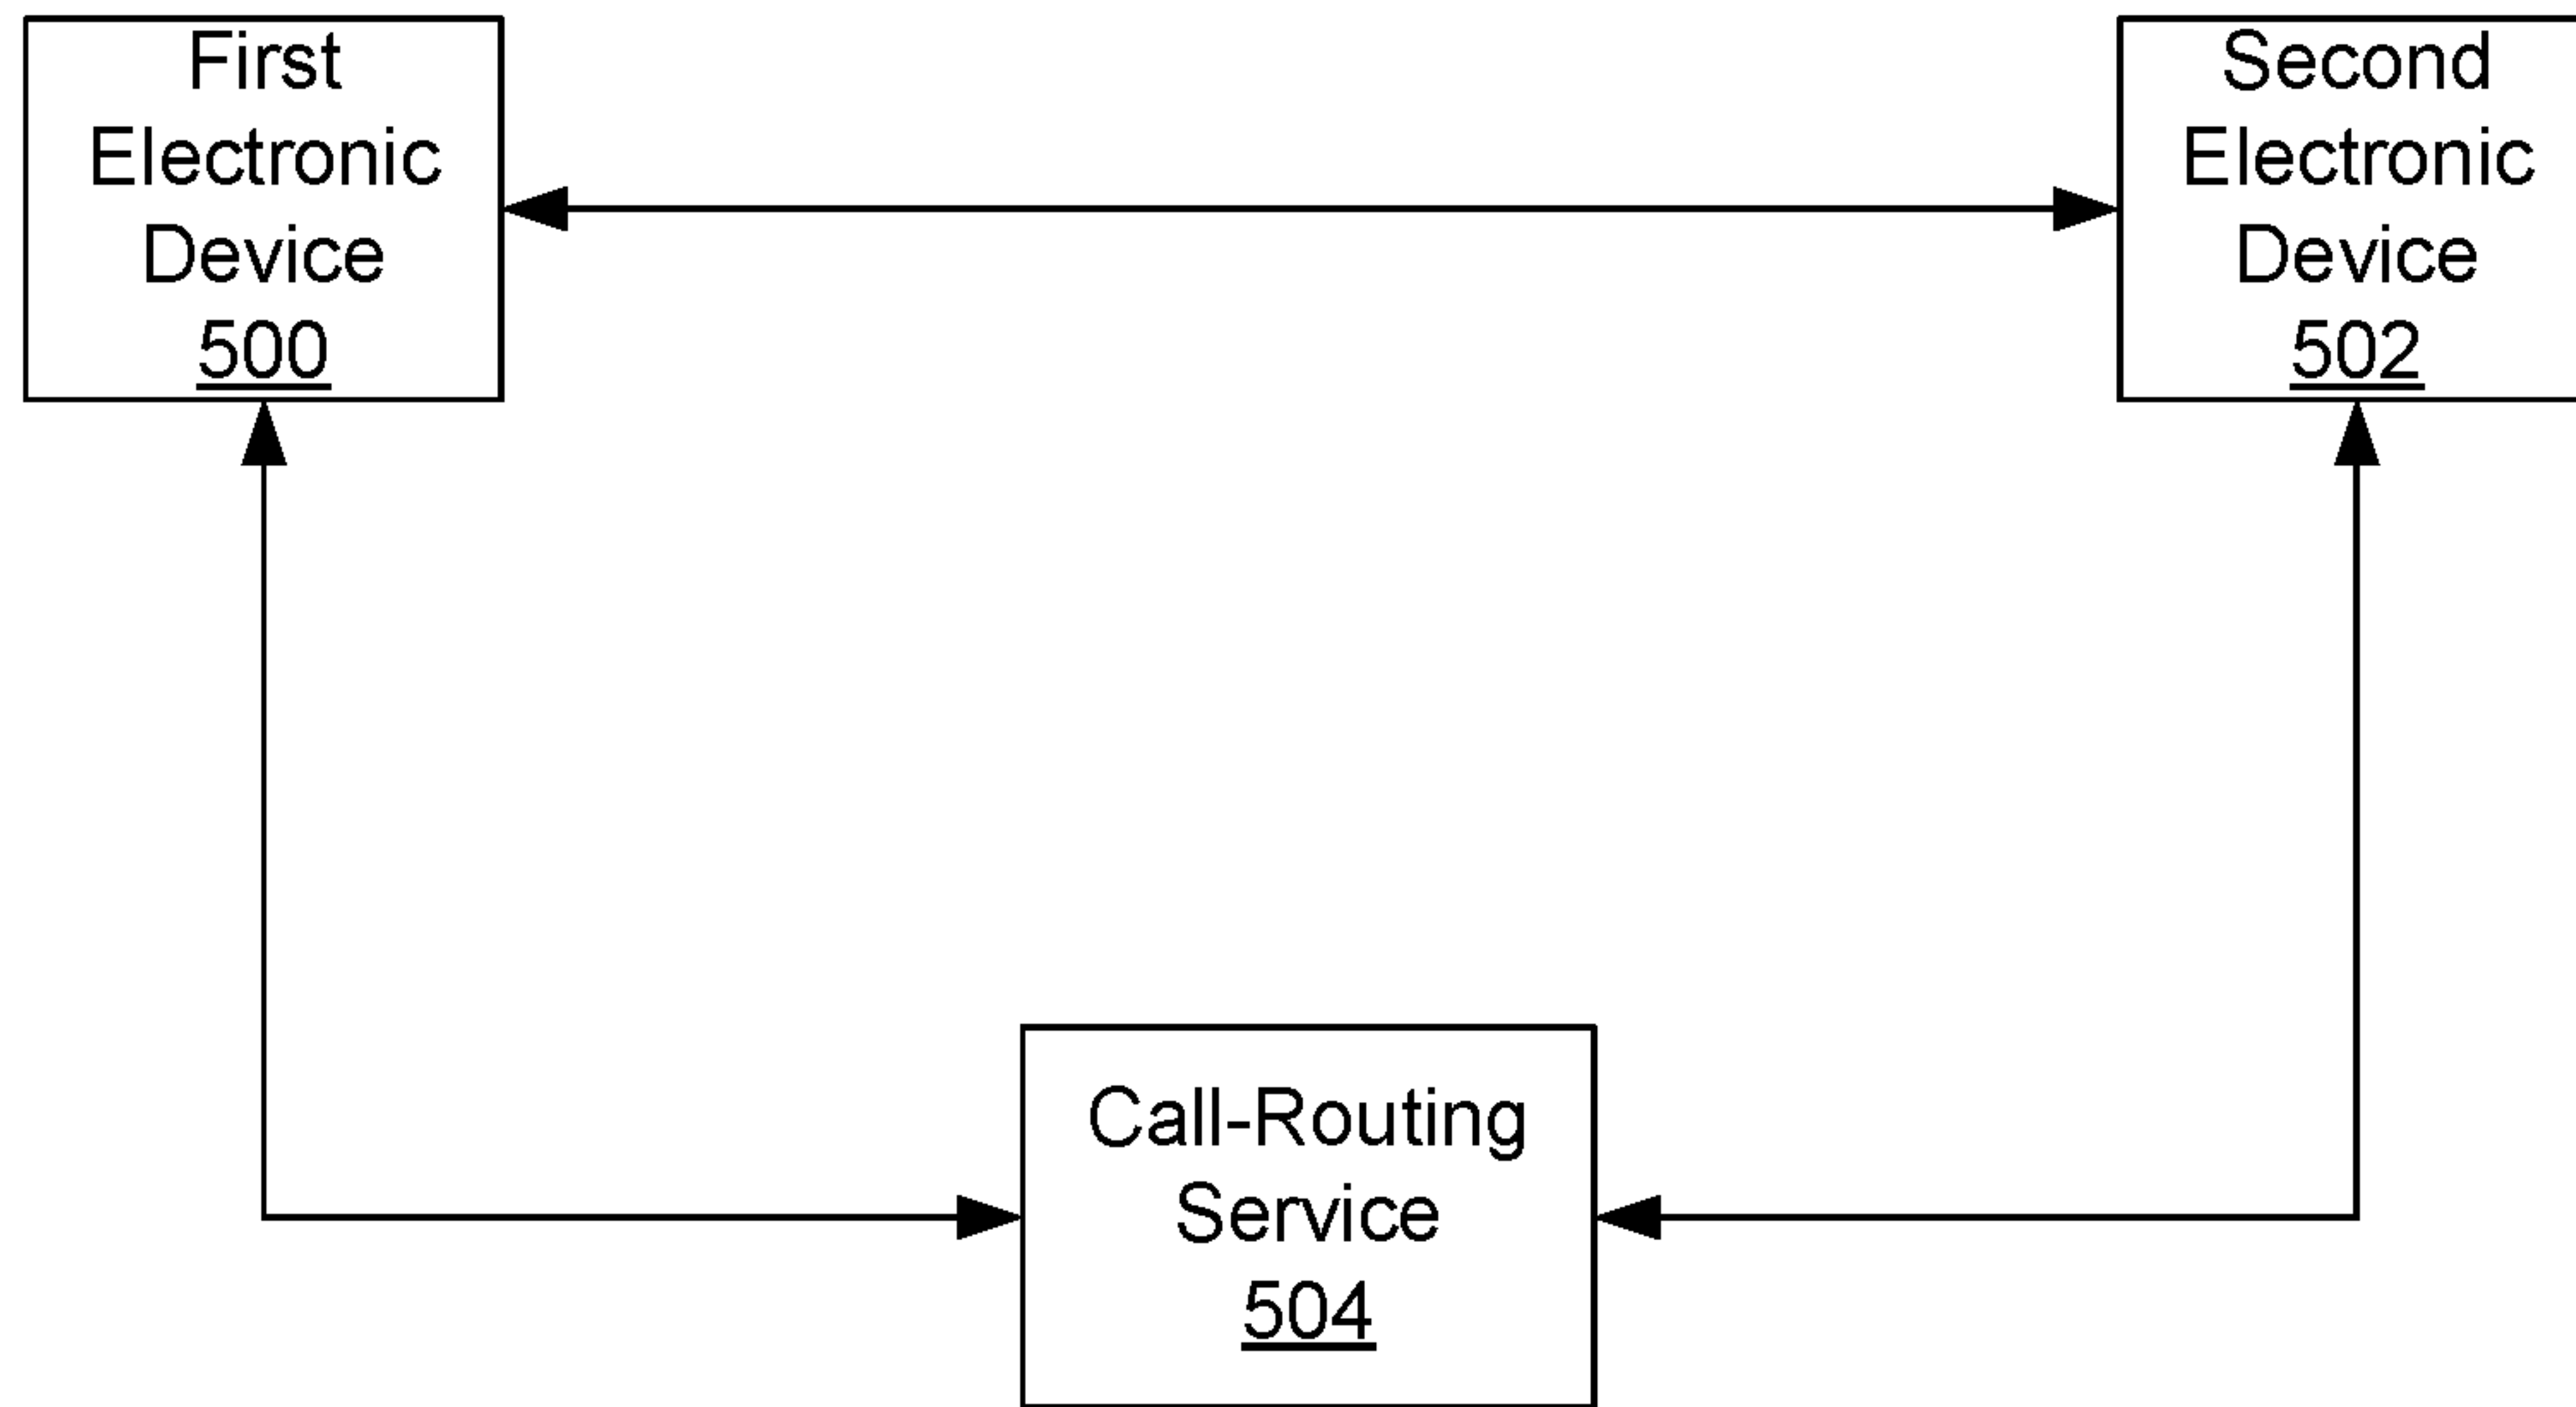 First
Electronic
Device
500
Second
Electronic
Device
502
Call-Routing
Service
504